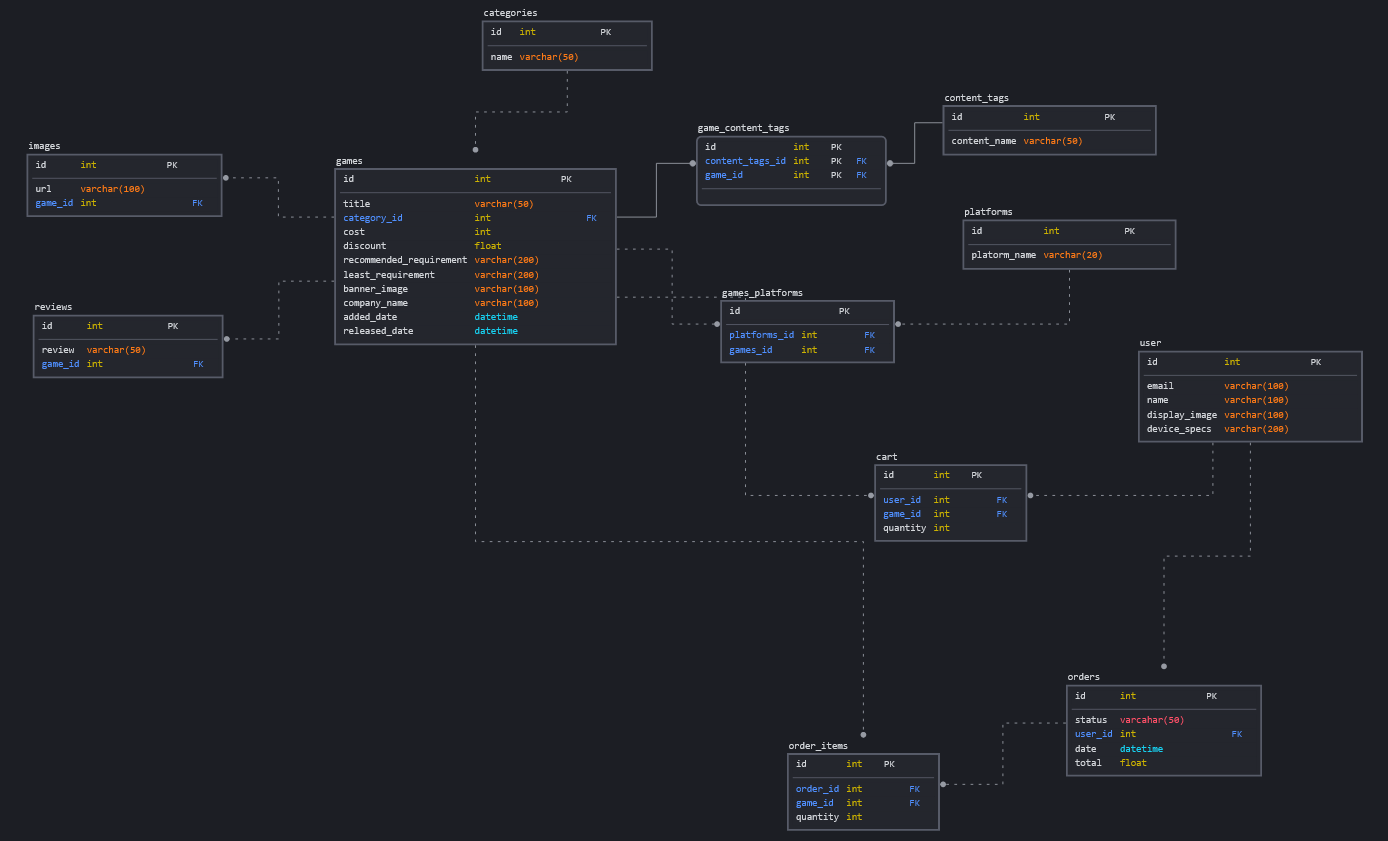 categories
id int PK
name varchar(50)
content_tags
id int PK
content_name varchar(50)
game_content_tags
id int PK
content_tags_id int PK FK
game_id int PK FK
images
id int PK
url varchar(100)
game_id int FK
games
id int PK
title varchar(50)
category_id int FK
cost int
discount float
recommended_requirement varchar(200)
least_requirement varchar(200)
banner_image varchar(100)
company_name varchar(100)
added_date datetime
released_date datetime
platforms
id int PK
platorm_name varchar(20)
games_platforms
id PK
platforms_id int FK
games_id int FK
reviews
id int PK
review varchar(50)
game_id int FK
user
id int PK
email varchar(100)
name varchar(100)
display_image varchar(100)
device_specs varchar(200)
cart
id int PK
user_id int FK
game_id int FK
quantity int
orders
id int PK
status varcahar(50)
user_id int FK
date datetime
total float
order_items
id int PK
order_id int FK
game_id int FK
quantity int